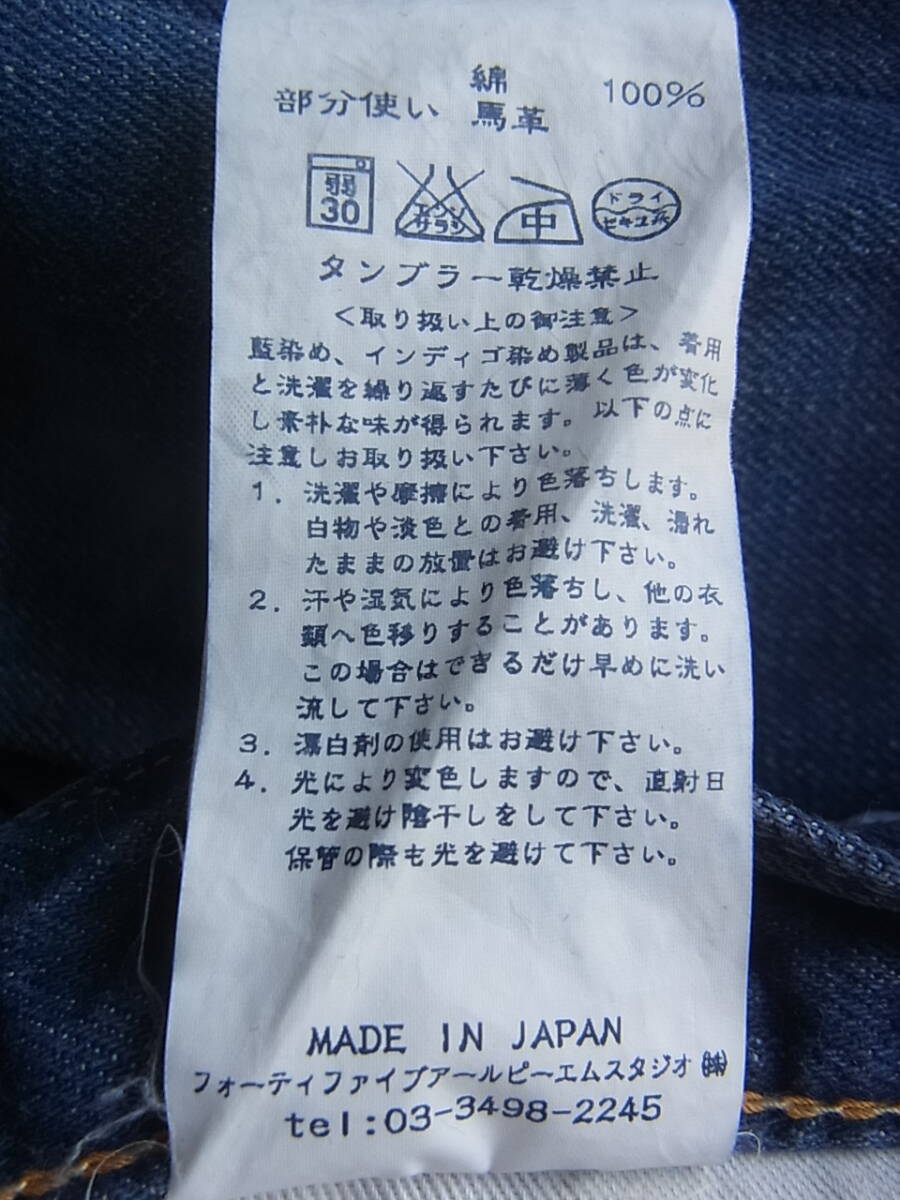 綿 100%
部分使い 馬革
弱
30
エンソ
サラシ
中
ドライ
セキユ系
タンブラー乾燥禁止
<取り扱い上の御注意>
藍染め、インディゴ染め製品は、着用
と洗濯を繰り返すたびに薄く色が変化
し素朴な味が得られます。以下の点に
注意しお取り扱い下さい。
1. 洗濯や摩擦により色落ちします。
白物や淡色との着用、洗濯、濡れ
たままの放置はお避け下さい。
2. 汗や湿気により色落ちし、他の衣
類へ色移りすることがあります。
この場合はできるだけ早めに洗い
流して下さい。
3. 漂白剤の使用はお避け下さい。
4. 光により変色しますので、直射日
光を避け陰干しをして下さい。
保管の際も光を避けて下さい。
MADE IN JAPAN
フォーティファイブアールピーエムスタジオ㈱
tel:03-3498-2245